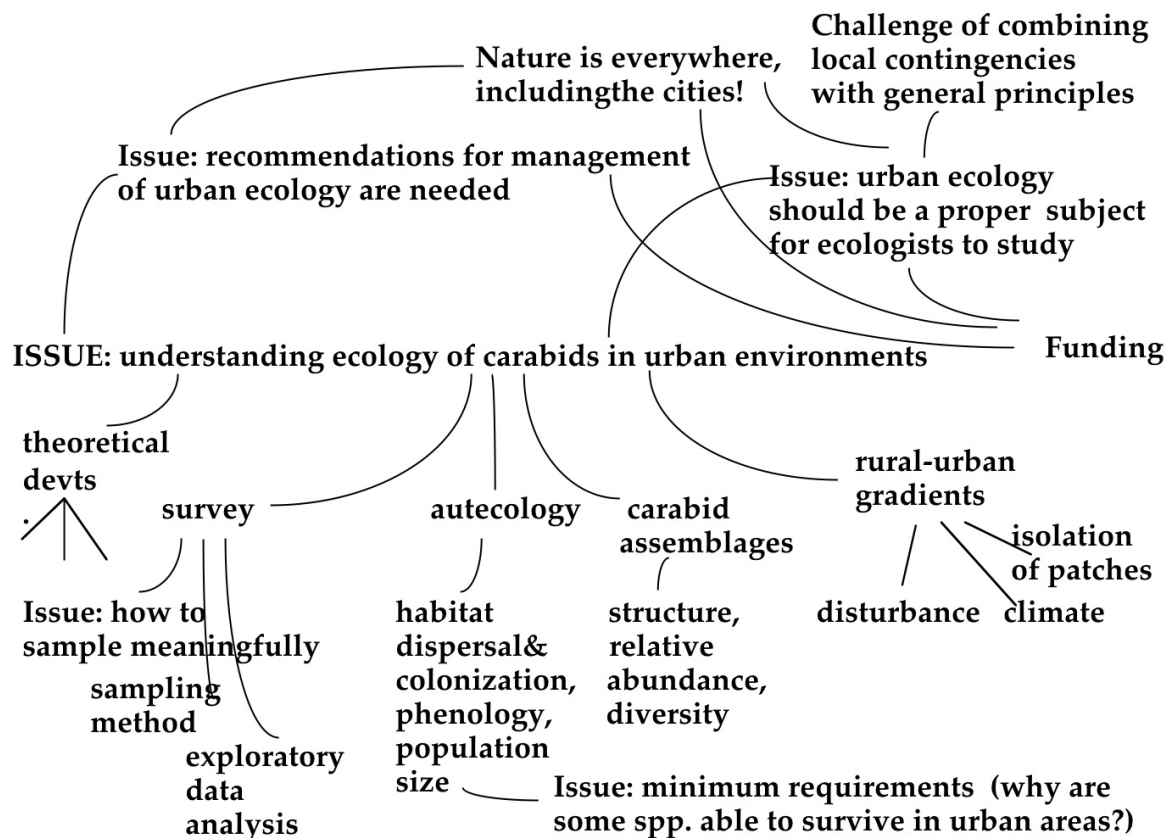 Challenge of combining
local contingencies
with general principles
Nature is everywhere,
includingthe cities!
Issue: recommendations for management
of urban ecology are needed
Issue: urban ecology
should be a proper subject
for ecologists to study
Funding
ISSUE: understanding ecology of carabids in urban environments
theoretical
devts
.
survey
autecology
carabid
assemblages
rural-urban
gradients
isolation
of patches
disturbance
climate
Issue: how to
sample meaningfully
sampling
method
exploratory
data
analysis
habitat
dispersal&
colonization,
phenology,
population
size
structure,
relative
abundance,
diversity
Issue: minimum requirements (why are
some spp. able to survive in urban areas?)